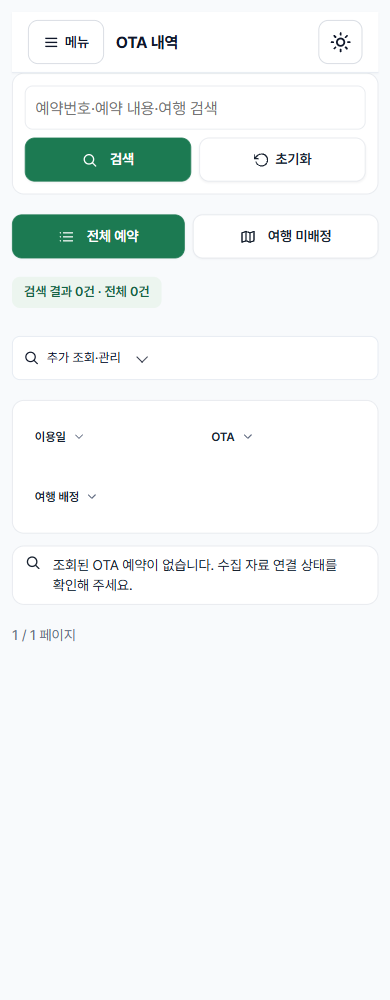 메뉴
OTA 내역
예약번호·예약 내용·여행 검색
검색
초기화
전체 예약
여행 미배정
검색 결과 0건 · 전체 0건
추가 조회·관리
이용일
OTA
여행 배정
조회된 OTA 예약이 없습니다. 수집 자료 연결 상태를
확인해 주세요.
1 / 1 페이지